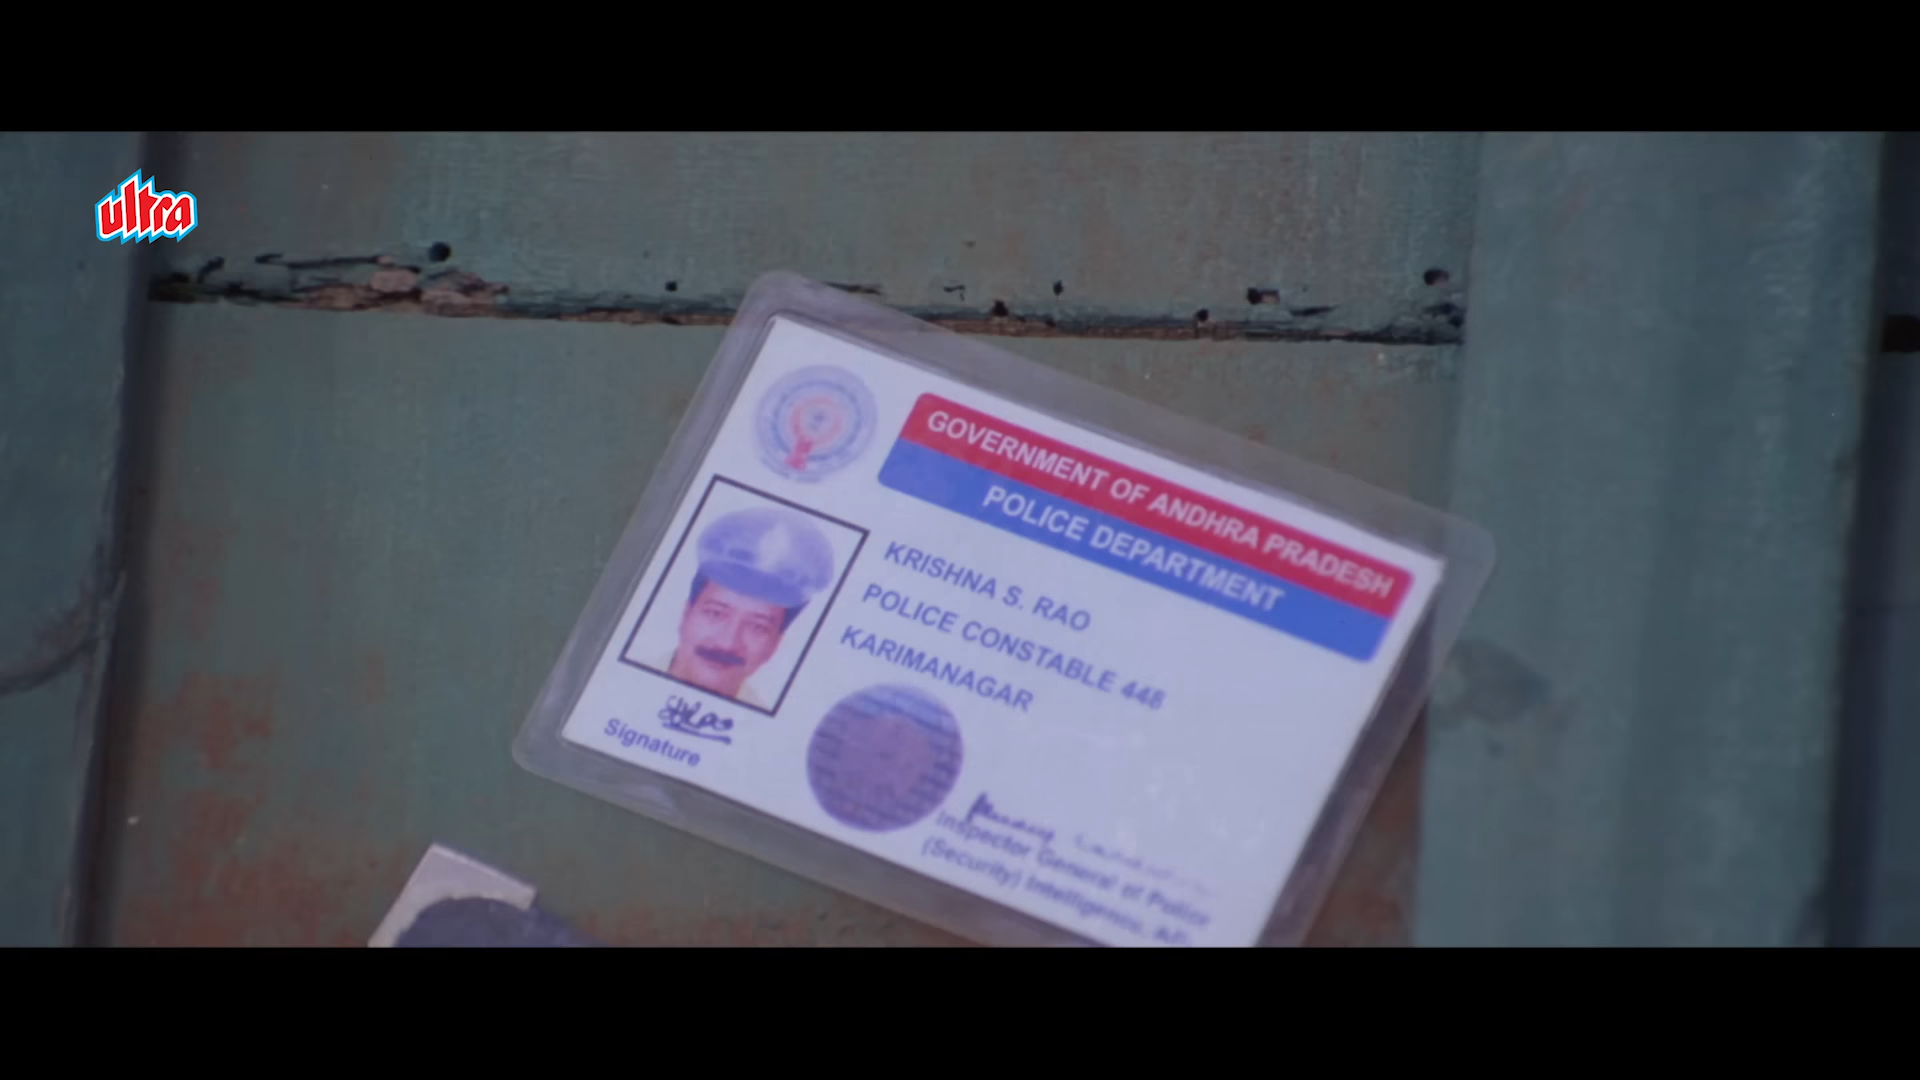 ultra
GOVERNMENT OF ANDHRA PRADESH
POLICE DEPARTMENT
KRISHNA S. RAO
POLICE CONSTABLE 448
KARIMANAGAR
Signature
Inspector General of Police
(Security) Intelligence, A.P.